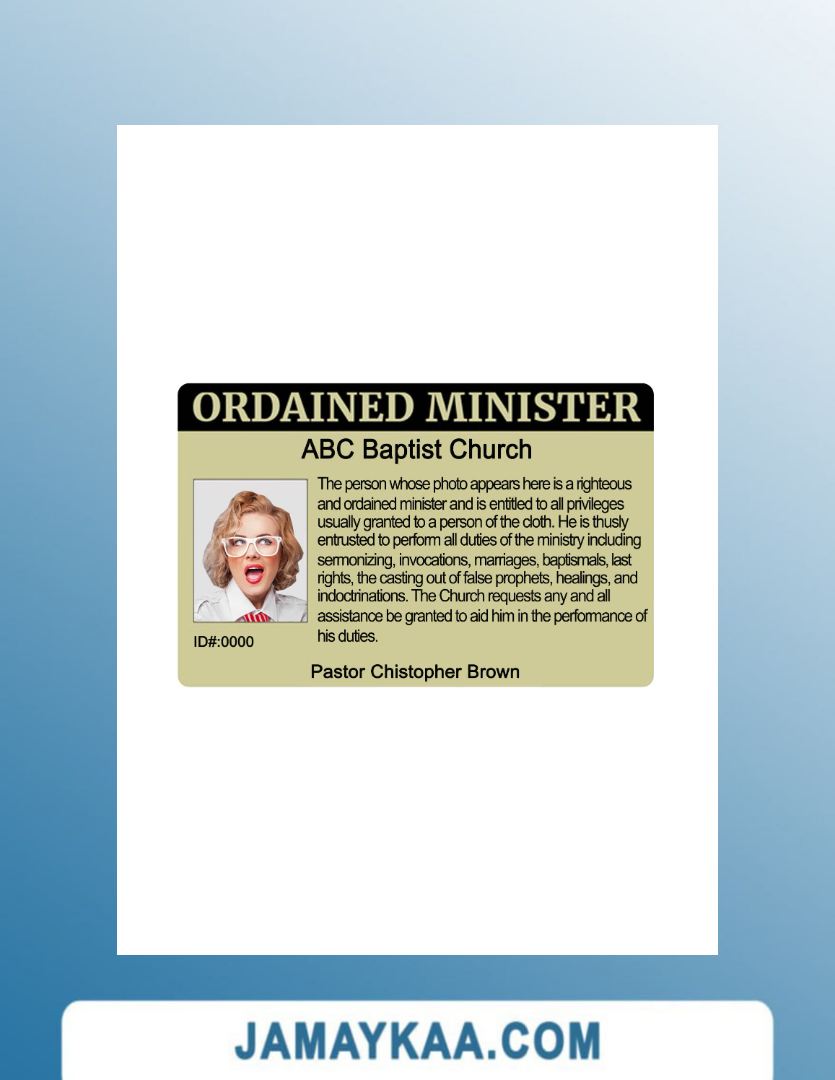 ORDAINED MINISTER
ABC Baptist Church
The person whose photo appears here is a righteous
and ordained minister and is entitled to all privileges
usually granted to a person of the cloth. He is thusly
entrusted to perform all duties of the ministry including
sermonizing, invocations, marriages, baptismals, last
rights, the casting out of false prophets, healings, and
indoctrinations. The Church requests any and all
assistance be granted to aid him in the performance of
his duties.
ID#:0000
Pastor Chistopher Brown
JAMAYKAA.COM